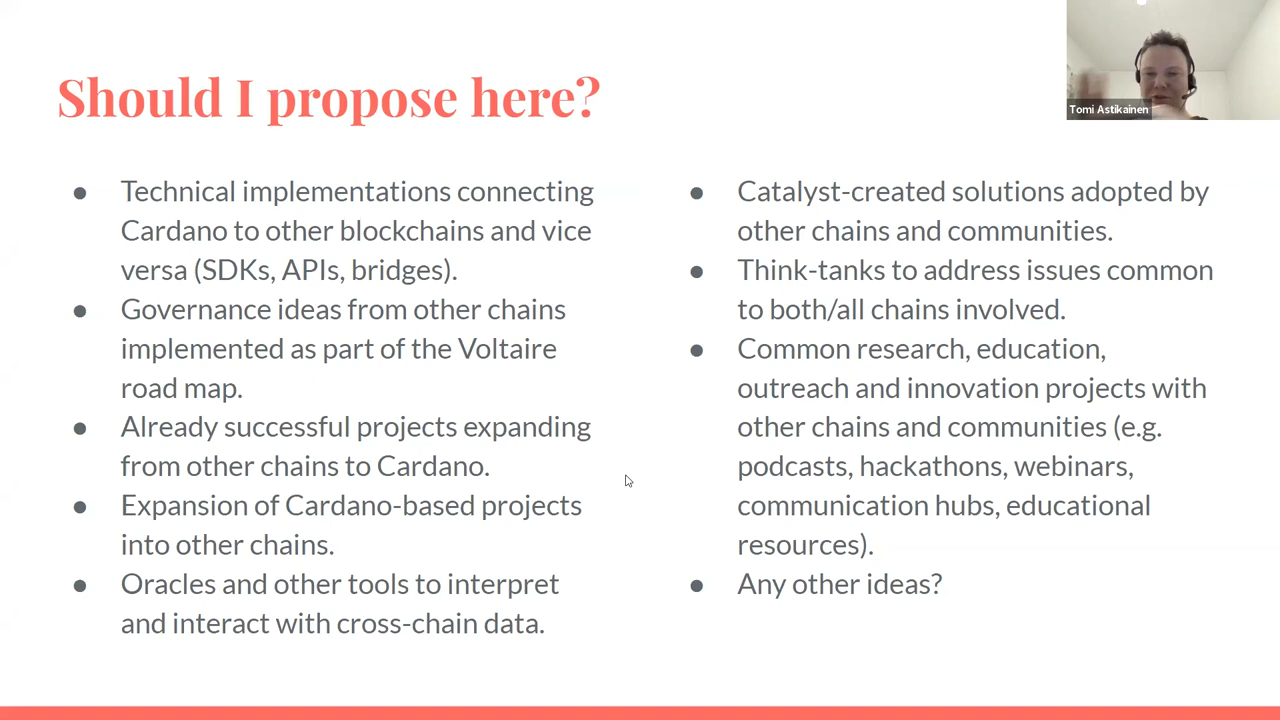 Should I propose here?
Tomi Astikainen
● Technical implementations connecting
Cardano to other blockchains and vice
versa (SDKs, APIs, bridges).
● Governance ideas from other chains
implemented as part of the Voltaire
road map.
● Already successful projects expanding
from other chains to Cardano.
● Expansion of Cardano-based projects
into other chains.
● Oracles and other tools to interpret
and interact with cross-chain data.
● Catalyst-created solutions adopted by
other chains and communities.
● Think-tanks to address issues common
to both/all chains involved.
● Common research, education,
outreach and innovation projects with
other chains and communities (e.g.
podcasts, hackathons, webinars,
communication hubs, educational
resources).
● Any other ideas?